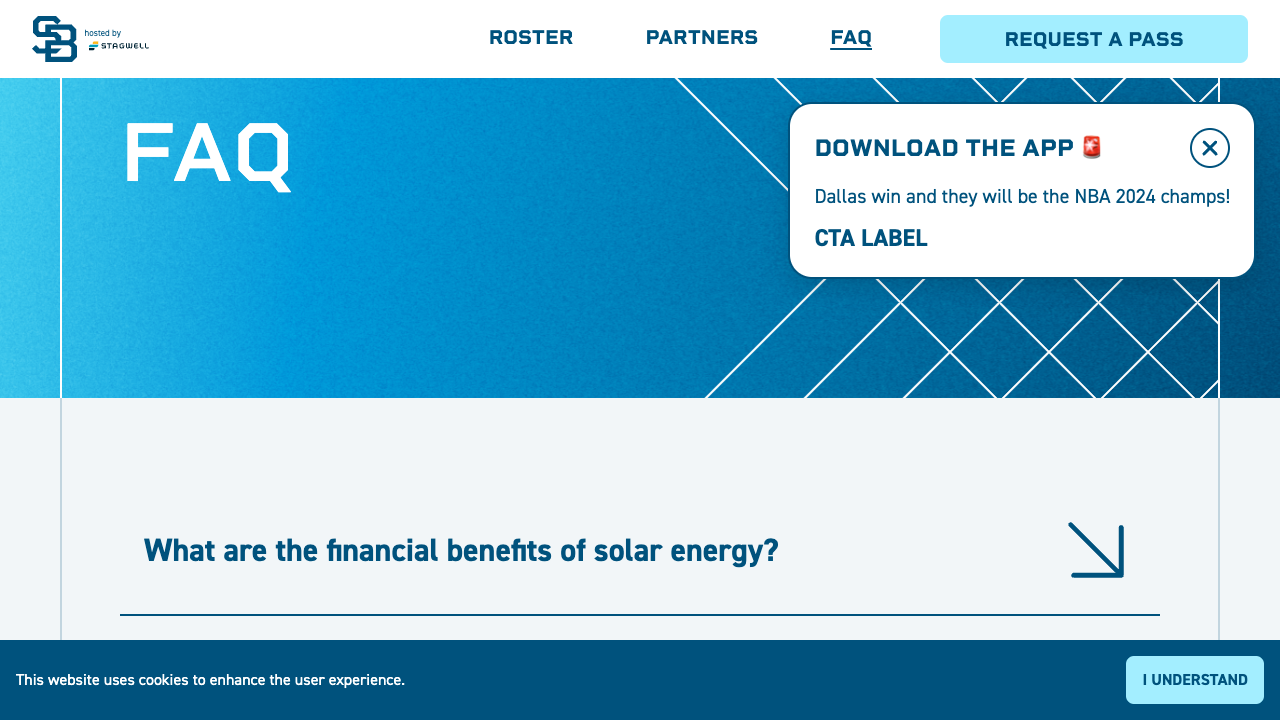 SB
hosted by
STAGWELL
ROSTER
PARTNERS
FAQ
REQUEST A PASS
FAQ
DOWNLOAD THE APP 🚨
Dallas win and they will be the NBA 2024 champs!
CTA LABEL
What are the financial benefits of solar energy?
This website uses cookies to enhance the user experience.
I UNDERSTAND